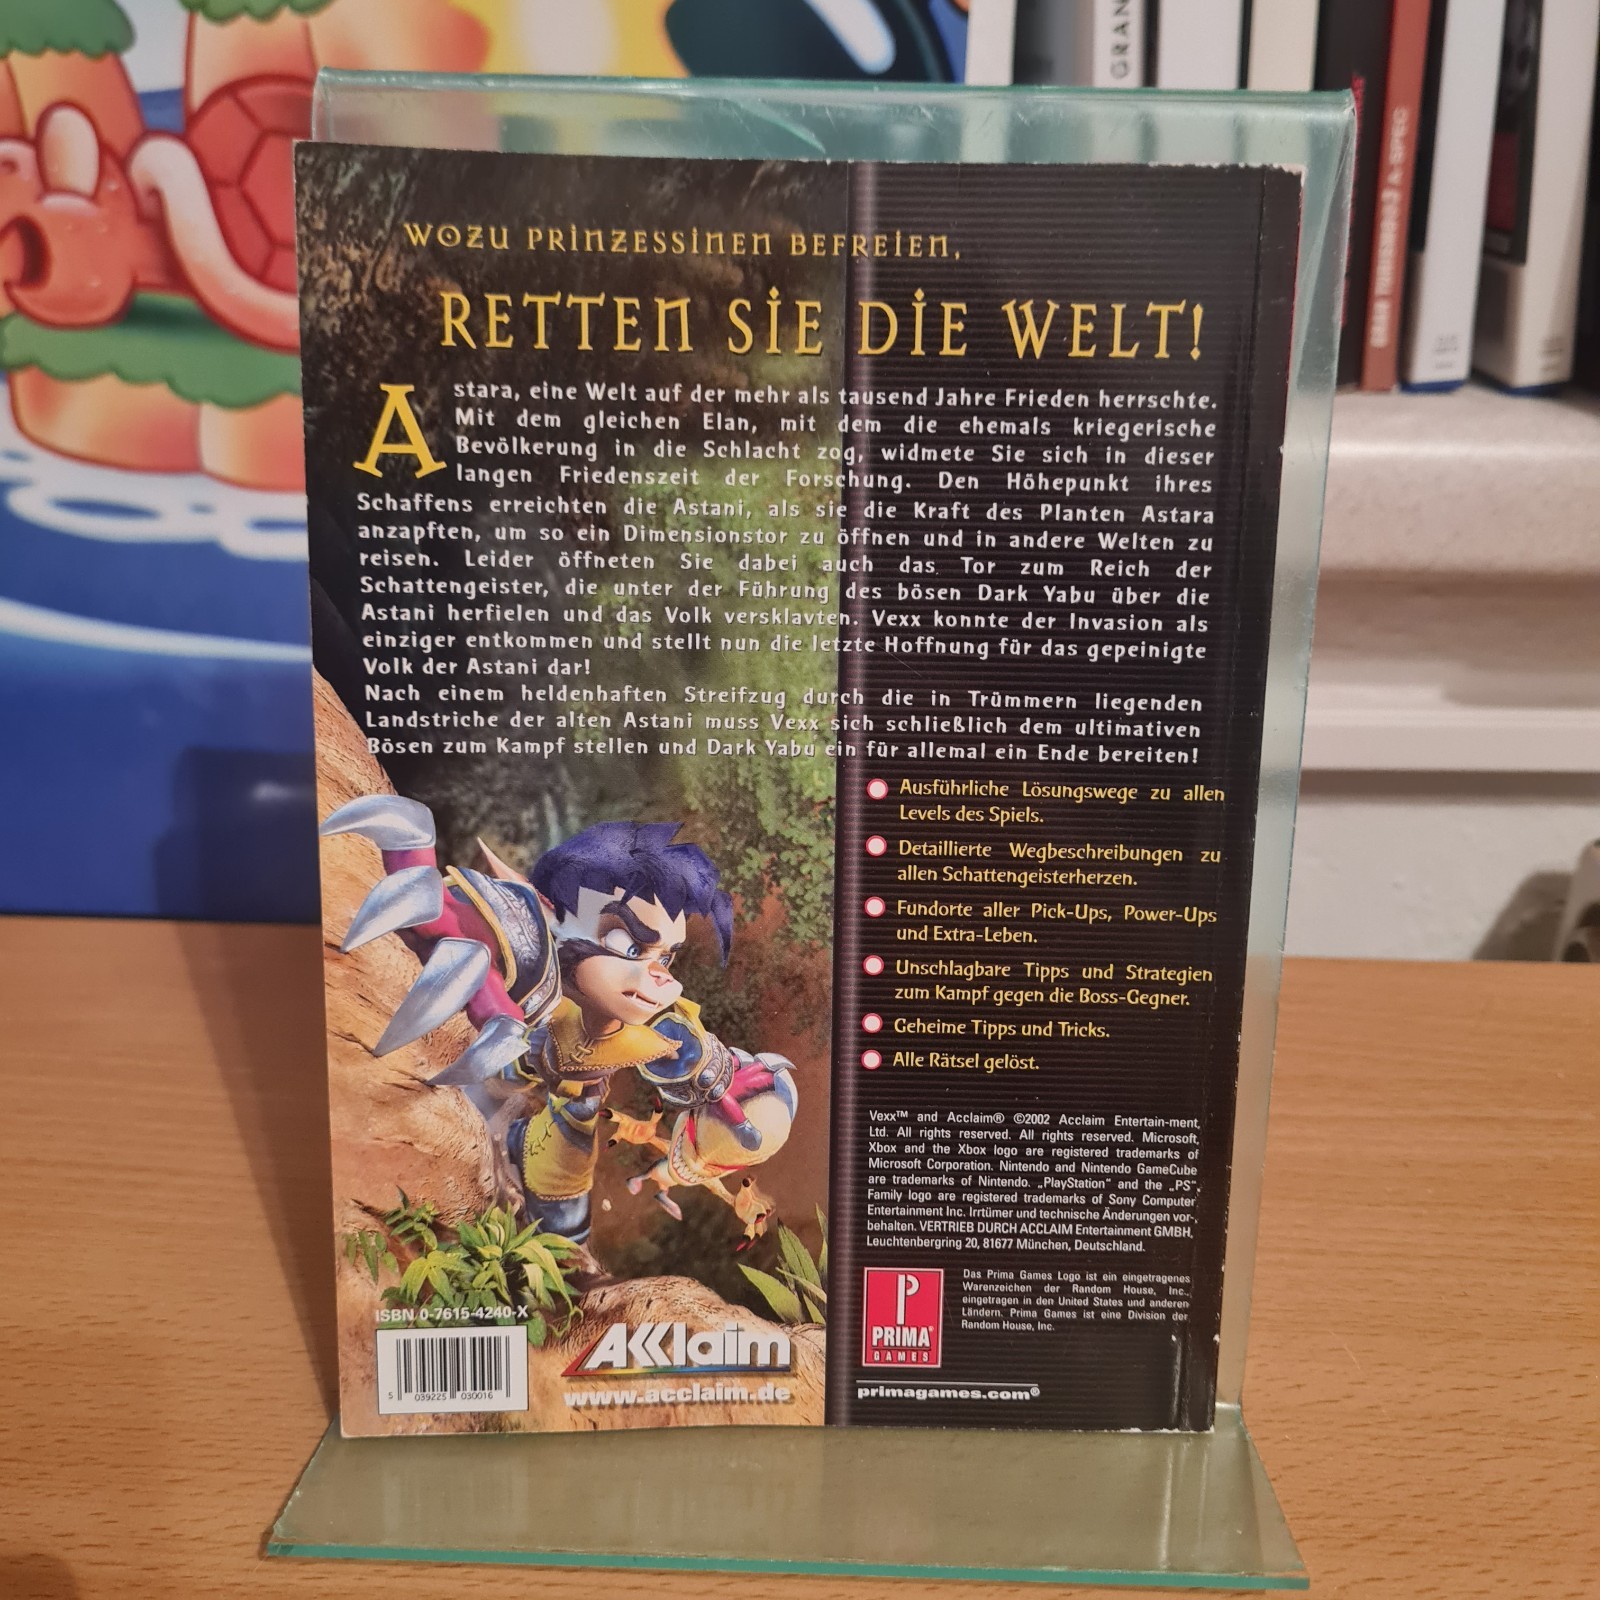 GRAN
GRAN TURISMO 3 A-SPEC
WOZU PRINZESSINEN BEFREIEN,
RETTEN SIE DIE WELT!
Astara, eine Welt auf der mehr als tausend Jahre Frieden herrschte.
Mit dem gleichen Elan, mit dem die ehemals kriegerische
Bevölkerung in die Schlacht zog, widmete Sie sich in dieser
langen Friedenszeit der Forschung. Den Höhepunkt ihres
Schaffens erreichten die Astani, als sie die Kraft des Planten Astara
anzapften, um so ein Dimensionstor zu öffnen und in andere Welten zu
reisen. Leider öffneten Sie dabei auch das Tor zum Reich der
Schattengeister, die unter der Führung des bösen Dark Yabu über die
Astani herfielen und das Volk versklavten. Vexx konnte der Invasion als
einziger entkommen und stellt nun die letzte Hoffnung für das gepeinigte
Volk der Astani dar!
Nach einem heldenhaften Streifzug durch die in Trümmern liegenden
Landstriche der alten Astani muss Vexx sich schließlich dem ultimativen
Bösen zum Kampf stellen und Dark Yabu ein für allemal ein Ende bereiten!
Ausführliche Lösungswege zu allen
Levels des Spiels.
Detaillierte Wegbeschreibungen zu
allen Schattengeisterherzen.
Fundorte aller Pick-Ups, Power-Ups
und Extra-Leben.
Unschlagbare Tipps und Strategien
zum Kampf gegen die Boss-Gegner.
Geheime Tipps und Tricks.
Alle Rätsel gelöst.
Vexx™ and Acclaim® ©2002 Acclaim Entertain-ment,
Ltd. All rights reserved. All rights reserved. Microsoft,
Xbox and the Xbox logo are registered trademarks of
Microsoft Corporation. Nintendo and Nintendo GameCube
are trademarks of Nintendo. „PlayStation" and the „PS",
Family logo are registered trademarks of Sony Computer
Entertainment Inc. Irrtümer und technische Änderungen vor-,
behalten. VERTRIEB DURCH ACCLAIM Entertainment GMBH,
Leuchtenbergring 20, 81677 München, Deutschland.
PRIMA®
GAMES
Das Prima Games Logo ist ein eingetragenes
Warenzeichen der Random House, Inc.,
eingetragen in den United States und anderen
Ländern. Prima Games ist eine Division der
Random House, Inc.
primagames.com®
ISBN 0-7615-4240-X
5 039225 030016
Acclaim
www.acclaim.de